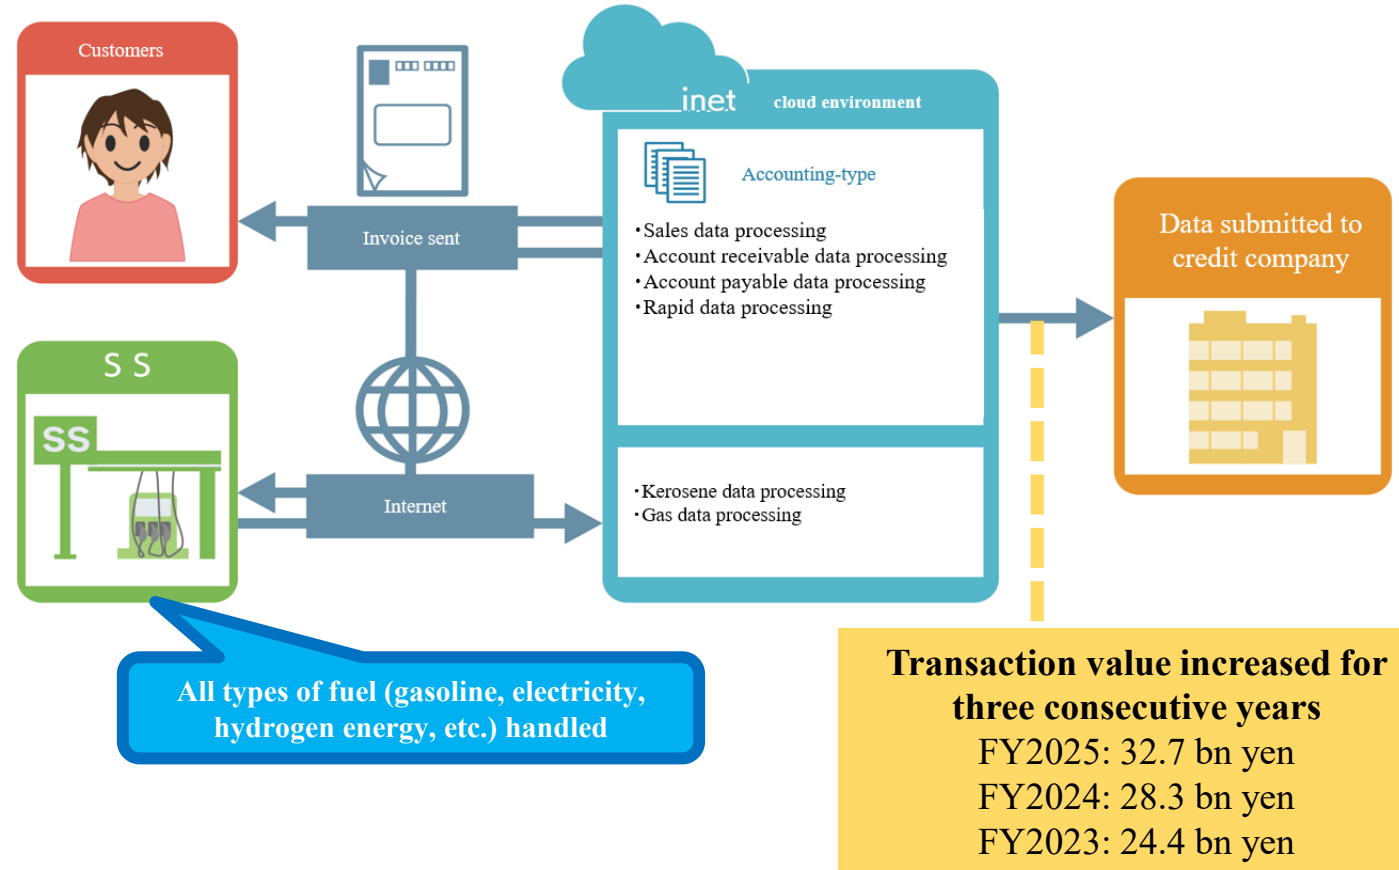 Customers
inet
cloud environment
Accounting-type
・Sales data processing
・Account receivable data processing
・Account payable data processing
・Rapid data processing
Invoice sent
Data submitted to
credit company
S S
SS
Internet
・Kerosene data processing
・Gas data processing
All types of fuel (gasoline, electricity,
hydrogen energy, etc.) handled
Transaction value increased for
three consecutive years
FY2025: 32.7 bn yen
FY2024: 28.3 bn yen
FY2023: 24.4 bn yen